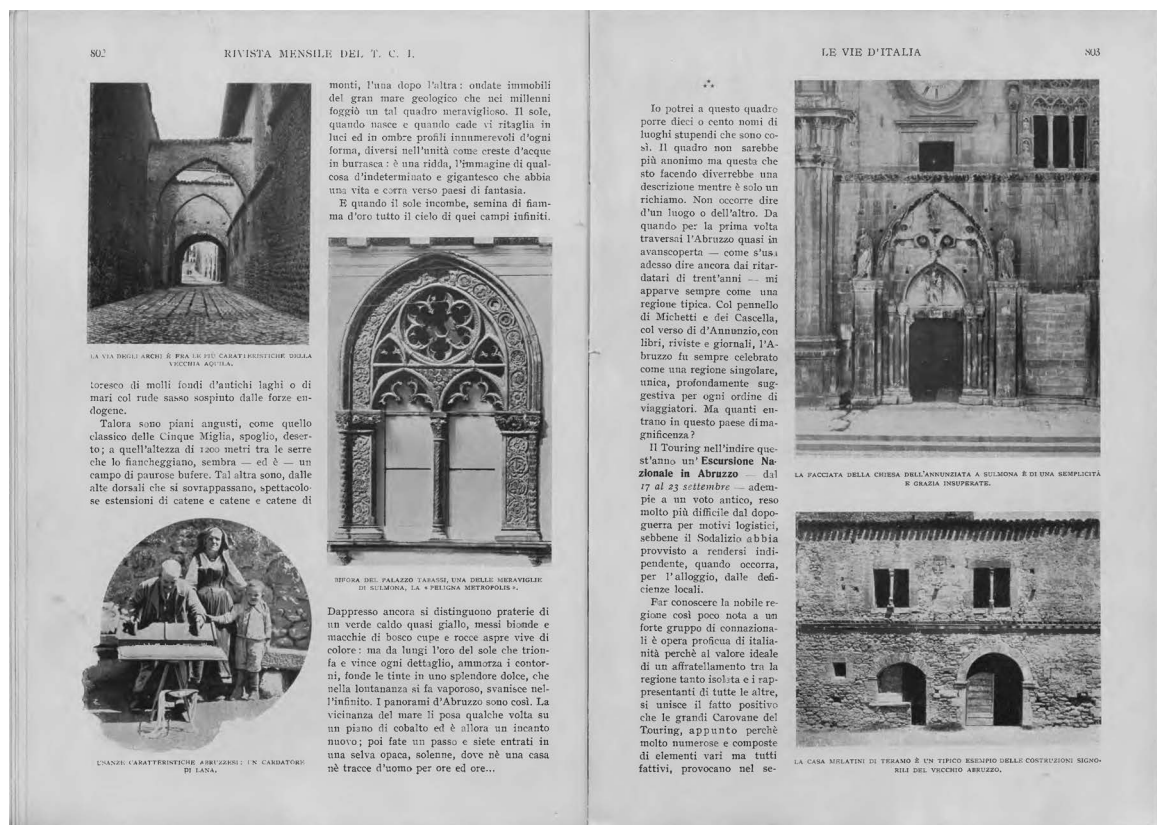 802
RIVISTA MENSILE DEL T. C. I.
LA VIA DEGLI ARCHI È FRA LE PIÙ CARATTERISTICHE DELLA
VECCHIA AQUILA.
toresco di molli fondi d'antichi laghi o di
mari col rude sasso sospinto dalle forze en-
dogene.
Talora sono piani angusti, come quello
classico delle Cinque Miglia, spoglio, deser-
to; a quell'altezza di 1200 metri tra le serre
che lo fiancheggiano, sembra — ed è — un
campo di paurose bufere. Tal altra sono, dalle
alte dorsali che si sovrappassano, spettacolo-
se estensioni di catene e catene e catene di
USANZE CARATTERISTICHE ABRUZZESI: UN CARDATORE
DI LANA.
monti, l'una dopo l'altra: ondate immobili
del gran mare geologico che nei millenni
foggiò un tal quadro meraviglioso. Il sole,
quando nasce e quando cade vi ritaglia in
luci ed in ombre profili innumerevoli d'ogni
forma, diversi nell'unità come creste d'acque
in burrasca: è una ridda, l'immagine di qual-
cosa d'indeterminato e gigantesco che abbia
una vita e corra verso paesi di fantasia.
E quando il sole incombe, semina di fiam-
ma d'oro tutto il cielo di quei campi infiniti.
BIFORA DEL PALAZZO TABASSI, UNA DELLE MERAVIGLIE
DI SULMONA, LA « PELIGNA METROPOLIS ».
Dappresso ancora si distinguono praterie di
un verde caldo quasi giallo, messi bionde e
macchie di bosco cupe e rocce aspre vive di
colore: ma da lungi l'oro del sole che trion-
fa e vince ogni dettaglio, ammorza i contor-
ni, fonde le tinte in uno splendore dolce, che
nella lontananza si fa vaporoso, svanisce nel-
l'infinito. I panorami d'Abruzzo sono così. La
vicinanza del mare li posa qualche volta su
un piano di cobalto ed è allora un incanto
nuovo; poi fate un passo e siete entrati in
una selva opaca, solenne, dove nè una casa
nè tracce d'uomo per ore ed ore...
LE VIE D'ITALIA
803
Io potrei a questo quadro
porre dieci o cento nomi di
luoghi stupendi che sono co-
sì. Il quadro non sarebbe
più anonimo ma questa che
sto facendo diverrebbe una
descrizione mentre è solo un
richiamo. Non occorre dire
d'un luogo o dell'altro. Da
quando per la prima volta
traversai l'Abruzzo quasi in
avanscoperta — come s'usa
adesso dire ancora dai ritar-
datari di trent'anni — mi
apparve sempre come una
regione tipica. Col pennello
di Michetti e dei Cascella,
col verso di d'Annunzio, con
libri, riviste e giornali, l'A-
bruzzo fu sempre celebrato
come una regione singolare,
unica, profondamente sug-
gestiva per ogni ordine di
viaggiatori. Ma quanti en-
trano in questo paese di ma-
gnificenza?
Il Touring nell'indire que-
st'anno un' Escursione Na-
zionale in Abruzzo — dal
17 al 23 settembre — adem-
pie a un voto antico, reso
molto più difficile dal dopo-
guerra per motivi logistici,
sebbene il Sodalizio abbia
provvisto a rendersi indi-
pendente, quando occorra,
per l'alloggio, dalle defi-
cienze locali.
Far conoscere la nobile re-
gione così poco nota a un
forte gruppo di connaziona-
li è opera proficua di italia-
nità perchè al valore ideale
di un affratellamento tra la
regione tanto isolata e i rap-
presentanti di tutte le altre,
si unisce il fatto positivo
che le grandi Carovane del
Touring, appunto perchè
molto numerose e composte
di elementi vari ma tutti
fattivi, provocano nel se-
LA FACCIATA DELLA CHIESA DELL'ANNUNZIATA A SULMONA È DI UNA SEMPLICITÀ
E GRAZIA INSUPERATE.
LA CASA MELATINI DI TERAMO È UN TIPICO ESEMPIO DELLE COSTRUZIONI SIGNO-
RILI DEL VECCHIO ABRUZZO.